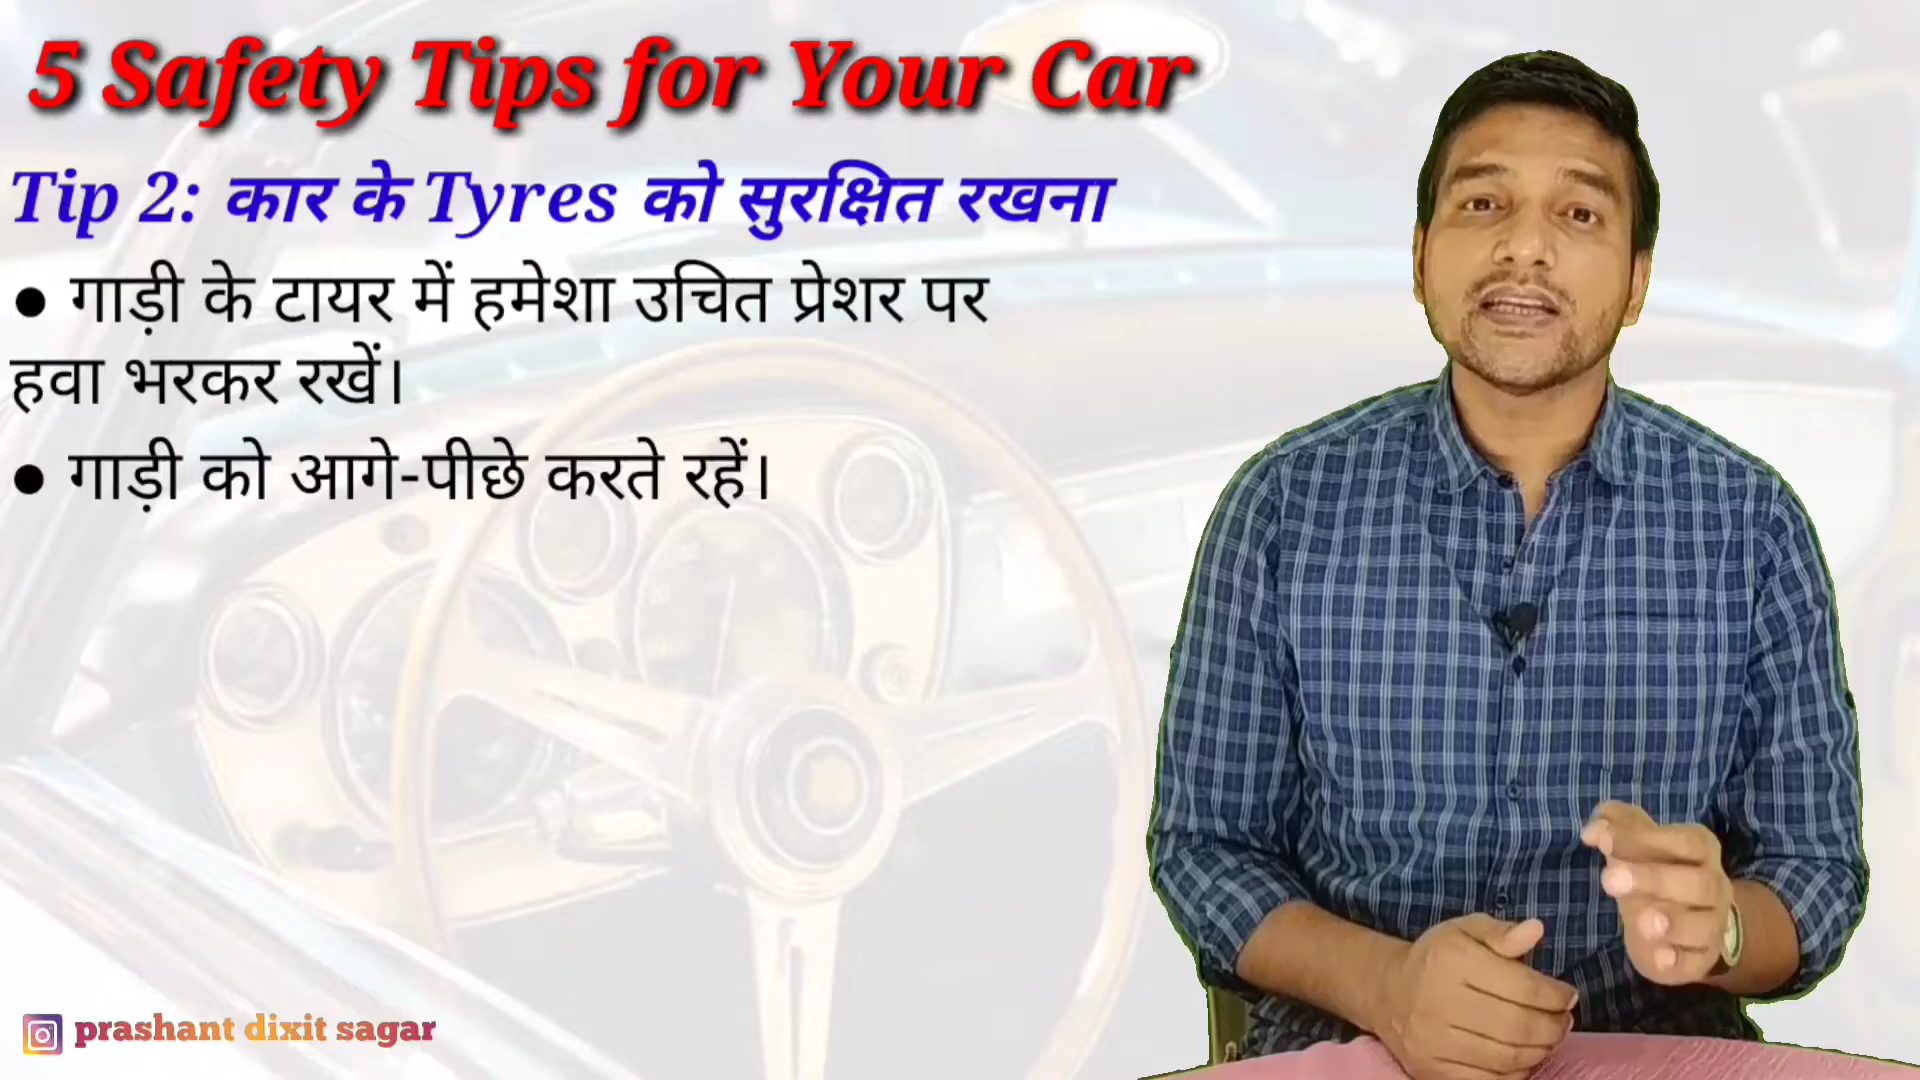 5 Safety Tips for Your Car
Tip 2: कार के Tyres को सुरक्षित रखना
● गाड़ी के टायर में हमेशा उचित प्रेशर पर
हवा भरकर रखें।
● गाड़ी को आगे-पीछे करते रहें।
prashant dixit sagar